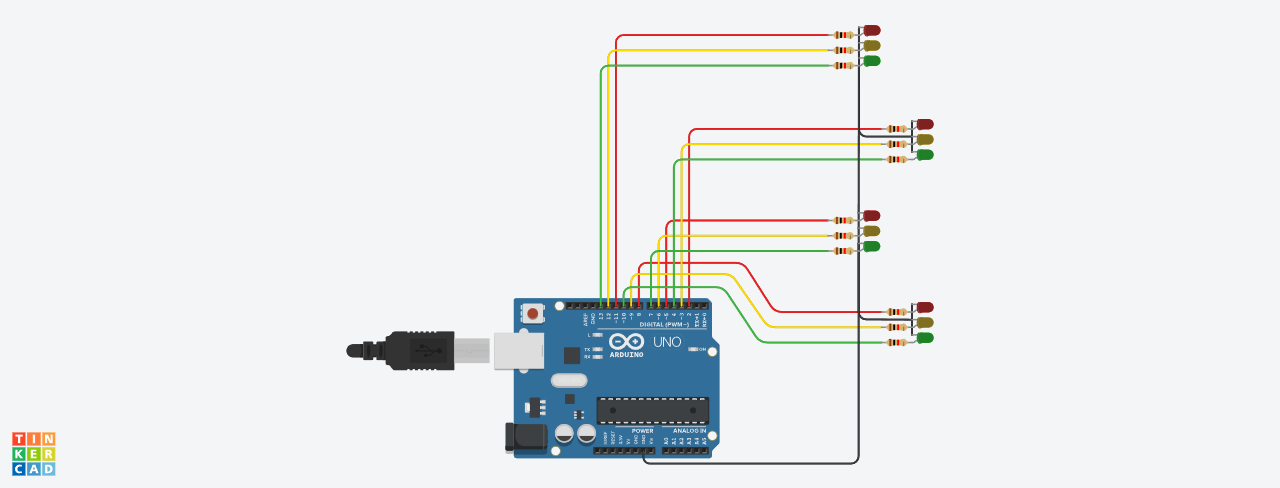 AREF
GND
13
12
~11
~10
~9
8
7
~6
~5
4
~3
2
TX→1
RX←0
DIGITAL (PWM~)
L
TX
RX
ARDUINO
UNO
ON
POWER
ANALOG IN
IOREF
RESET
3.3V
5V
GND
GND
Vin
A0
A1
A2
A3
A4
A5
TIN
KER
CAD